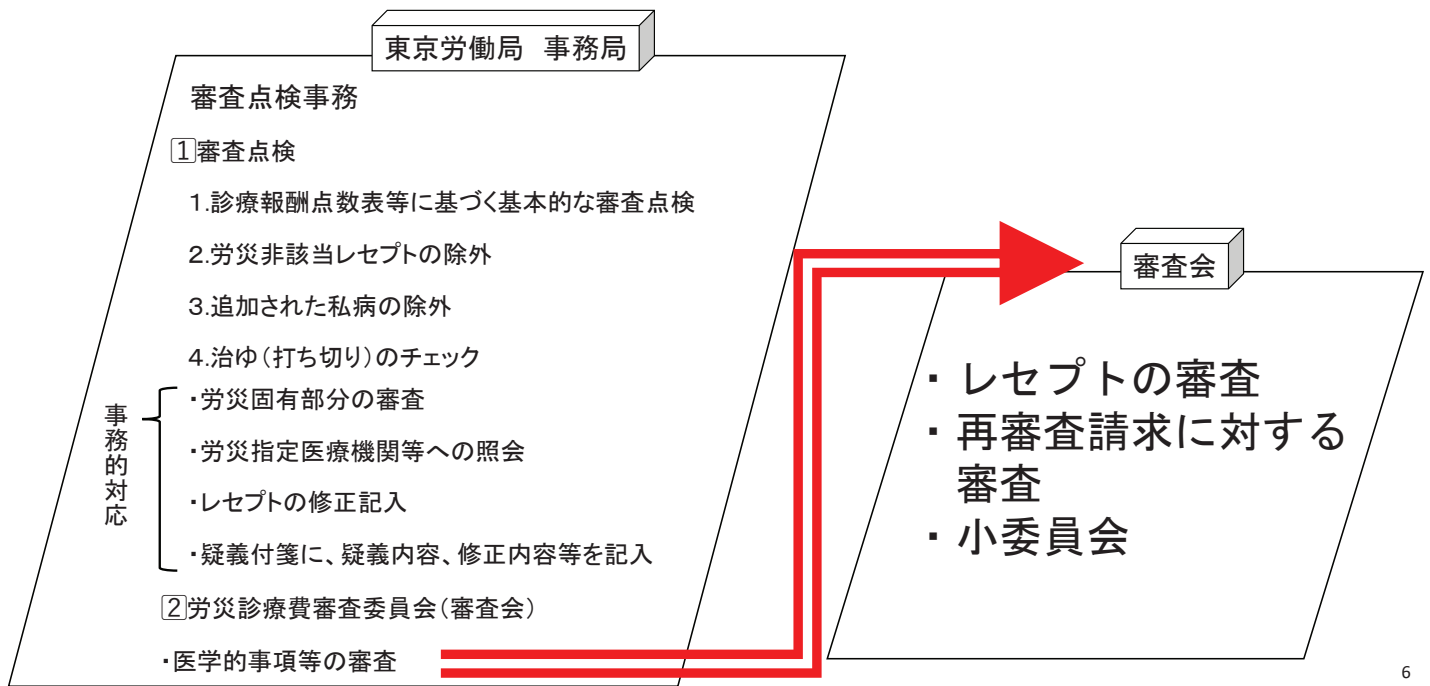 東京労働局　事務局
審査点検事務
1審査点検
1.診療報酬点数表等に基づく基本的な審査点検
2.労災非該当レセプトの除外
3.追加された私病の除外
4.治ゆ(打ち切り)のチェック
事務的対応
・労災固有部分の審査
・労災指定医療機関等への照会
・レセプトの修正記入
・疑義付箋に、疑義内容、修正内容等を記入
2労災診療費審査委員会(審査会)
・医学的事項等の審査
審査会
・レセプトの審査
・再審査請求に対する
審査
・小委員会
6